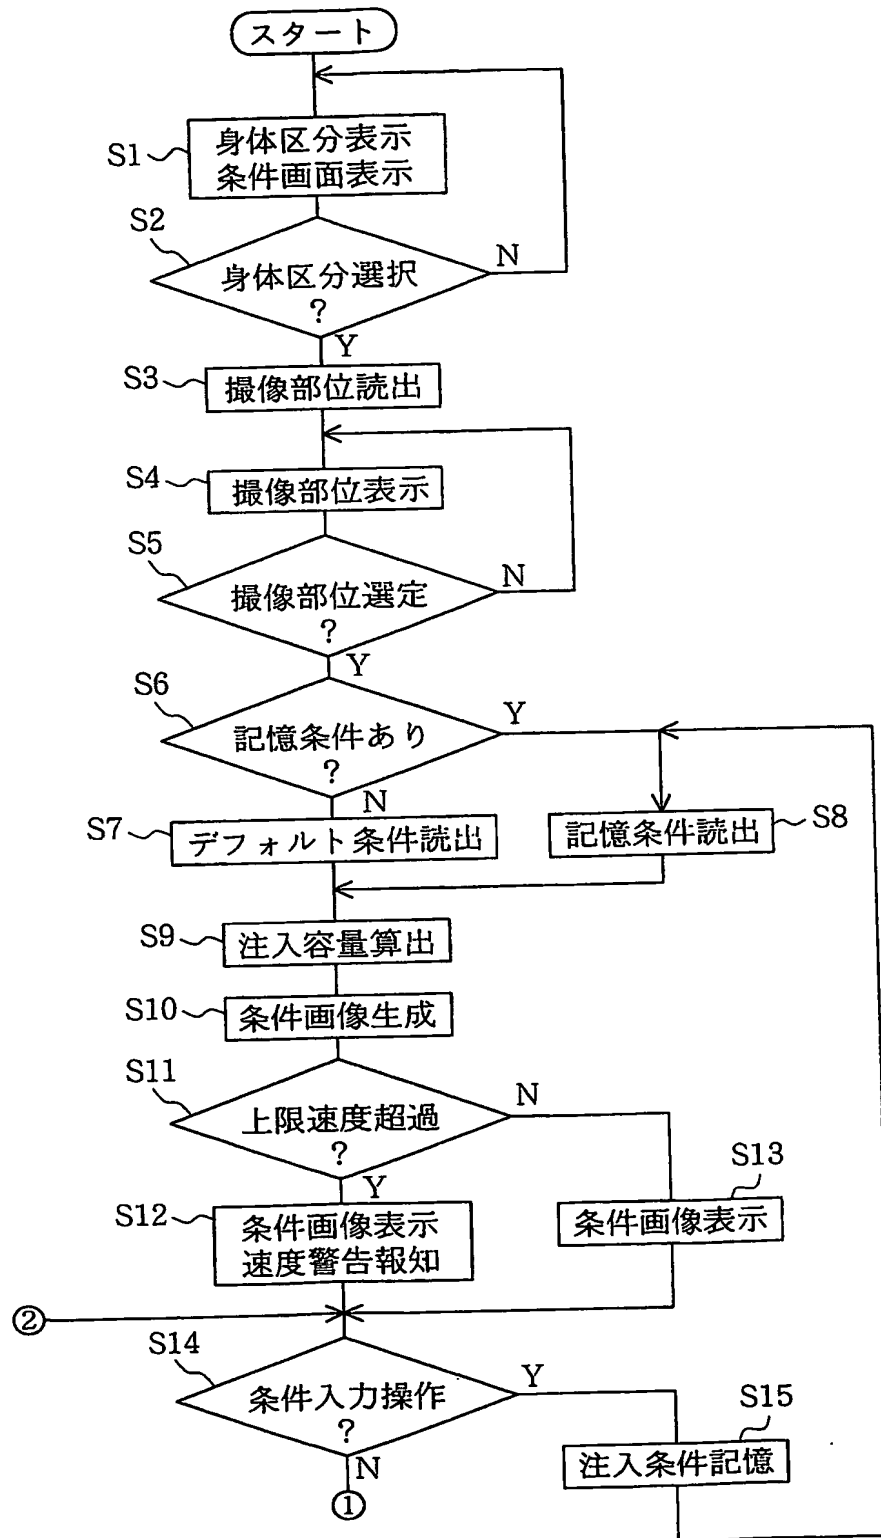 スタート
S1
身体区分表示
条件画面表示
S2
身体区分選択
?
N
Y
S3
撮像部位読出
S4
撮像部位表示
S5
撮像部位選定
?
N
Y
S6
記憶条件あり
?
Y
N
S7
デフォルト条件読出
記憶条件読出
S8
S9
注入容量算出
S10
条件画像生成
S11
上限速度超過
?
N
Y
S12
条件画像表示
速度警告報知
S13
条件画像表示
②
S14
条件入力操作
?
Y
N
①
S15
注入条件記憶